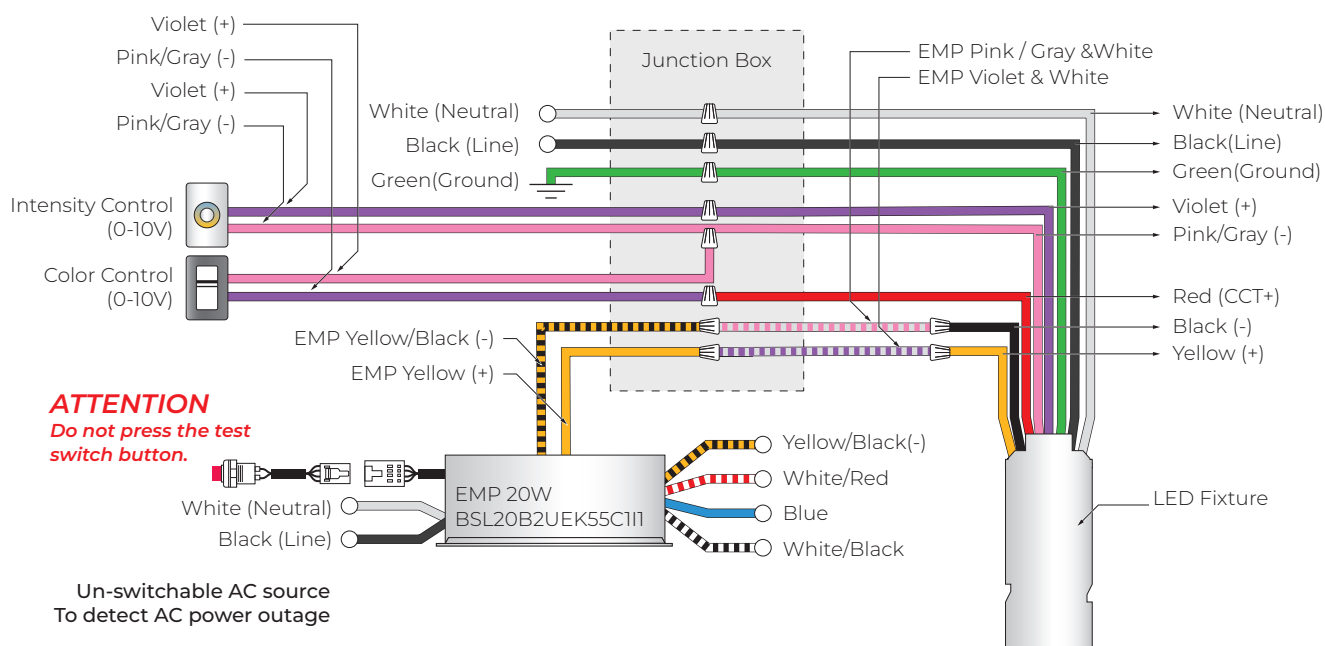 Violet (+)
Pink/Gray (-)
Violet (+)
Pink/Gray (-)
Intensity Control
(0-10V)
Color Control
(0-10V)
Junction Box
White (Neutral)
Black (Line)
Green(Ground)
EMP Pink / Gray &White
EMP Violet & White
White (Neutral)
Black(Line)
Green(Ground)
Violet (+)
Pink/Gray (-)
Red (CCT+)
Black (-)
Yellow (+)
EMP Yellow/Black (-)
EMP Yellow (+)
ATTENTION
Do not press the test
switch button.
White (Neutral)
Black (Line)
EMP 20W
BSL20B2UEK55C1I1
Yellow/Black(-)
White/Red
Blue
White/Black
LED Fixture
Un-switchable AC source
To detect AC power outage